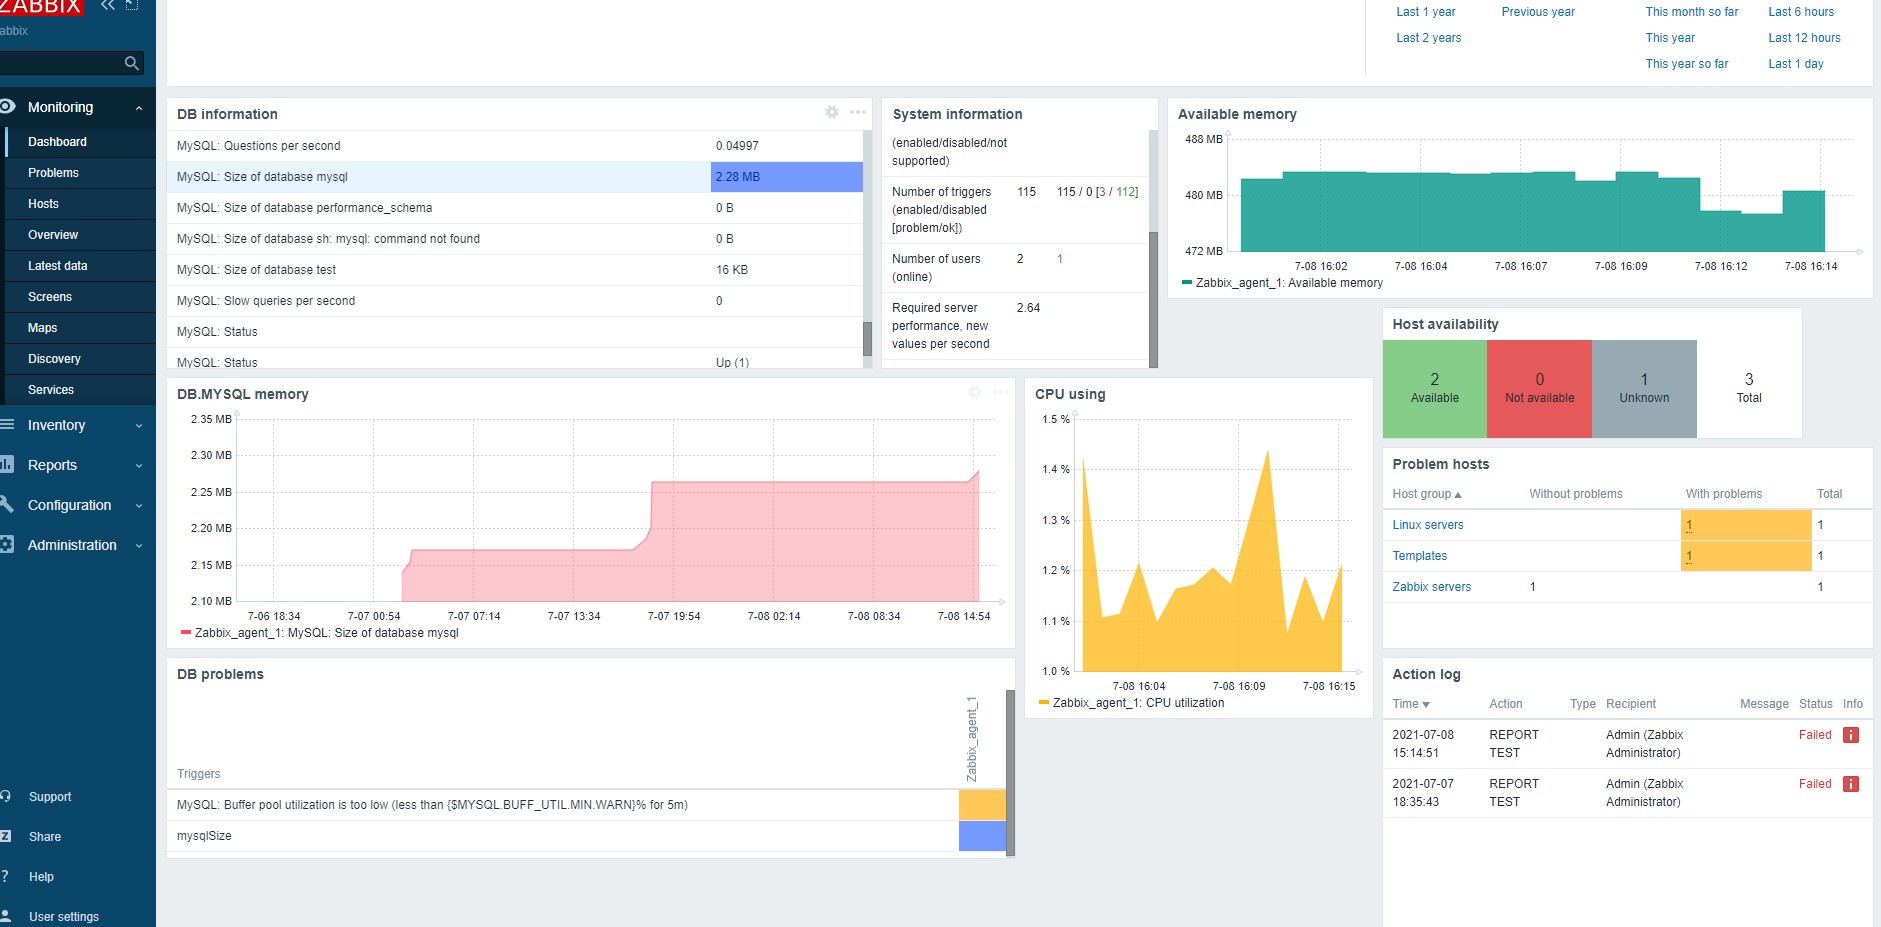 ZABBIX
abbix
Monitoring
Dashboard
Problems
Hosts
Overview
Latest data
Screens
Maps
Discovery
Services
Inventory
Reports
Configuration
Administration
Support
Share
Help
User settings
Last 1 year Previous year This month so far Last 6 hours
Last 2 years This year Last 12 hours
This year so far Last 1 day
DB information
MySQL: Questions per second 0.04997
MySQL: Size of database mysql 2.28 MB
MySQL: Size of database performance_schema 0 B
MySQL: Size of database sh: mysql: command not found 0 B
MySQL: Size of database test 16 KB
MySQL: Slow queries per second 0
MySQL: Status
MySQL: Status Up (1)
System information
(enabled/disabled/not
supported)
Number of triggers 115 115 / 0 [3 / 112]
(enabled/disabled
[problem/ok])
Number of users 2 1
(online)
Required server 2.64
performance, new
values per second
Available memory
488 MB
480 MB
472 MB
7-08 16:02 7-08 16:04 7-08 16:07 7-08 16:09 7-08 16:12 7-08 16:14
Zabbix_agent_1: Available memory
Host availability
2 0 1 3
Available Not available Unknown Total
DB.MYSQL memory
2.35 MB
2.30 MB
2.25 MB
2.20 MB
2.15 MB
2.10 MB
7-06 18:34 7-07 00:54 7-07 07:14 7-07 13:34 7-07 19:54 7-08 02:14 7-08 08:34 7-08 14:54
Zabbix_agent_1: MySQL: Size of database mysql
CPU using
1.5 %
1.4 %
1.3 %
1.2 %
1.1 %
1.0 %
7-08 16:04 7-08 16:09 7-08 16:15
Zabbix_agent_1: CPU utilization
Problem hosts
Host group Without problems With problems Total
Linux servers 1 1
Templates 1 1
Zabbix servers 1 1
DB problems
Triggers Zabbix_agent_1
MySQL: Buffer pool utilization is too low (less than {$MYSQL.BUFF_UTIL.MIN.WARN}% for 5m)
mysqlSize
Action log
Time Action Type Recipient Message Status Info
2021-07-08 REPORT Admin (Zabbix Failed i
15:14:51 TEST Administrator)
2021-07-07 REPORT Admin (Zabbix Failed i
18:35:43 TEST Administrator)